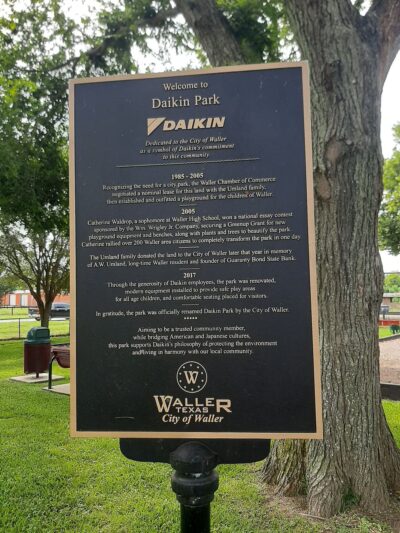 Welcome to
Daikin Park
DAIKIN
Dedicated to the City of Waller
as a symbol of Daikin's commitment
to this community
1985 - 2005
Recognizing the need for a city park, the Waller Chamber of Commerce
negotiated a nominal lease for this land with the Umland family,
then established and outfitted a playground for the children of Waller.
2005
Catherine Waldrop, a sophomore at Waller High School, won a national essay contest
sponsored by the Wm. Wrigley Jr. Company, securing a Greenup Grant for new
playground equipment and benches, along with plants and trees to beautify the park.
Catherine rallied over 200 Waller area citizens to completely transform the park in one day.
The Umland family donated the land to the City of Waller later that year in memory
of A.W. Umland, long-time Waller resident and founder of Guaranty Bond State Bank.
2017
Through the generosity of Daikin employees, the park was renovated,
modern equipment installed to provide safe play areas
for all age children, and comfortable seating placed for visitors.
In gratitude, the park was officially renamed Daikin Park by the City of Waller.
*****
Aiming to be a trusted community member,
while bridging American and Japanese cultures,
this park supports Daikin's philosophy of protecting the environment
and living in harmony with our local community.
W
WALLER
TEXAS
City of Waller